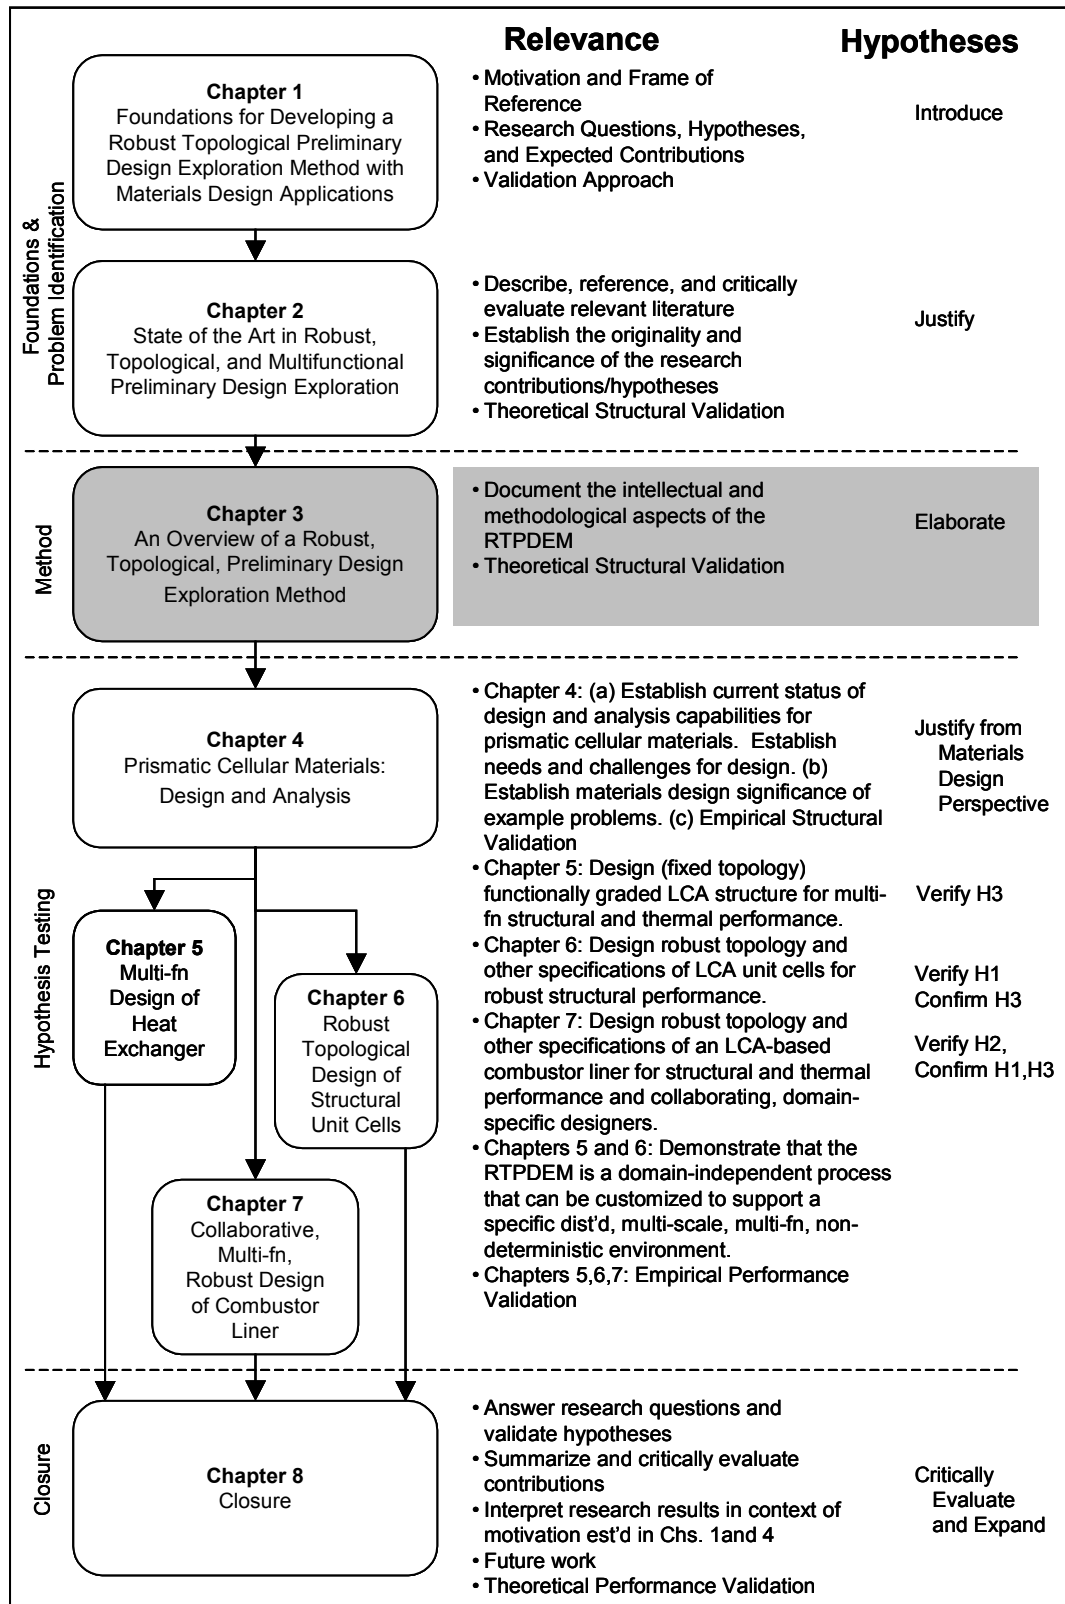 Relevance
Hypotheses
Foundations &
Problem Identification
Chapter 1
Foundations for Developing a
Robust Topological Preliminary
Design Exploration Method with
Materials Design Applications
• Motivation and Frame of
Reference
• Research Questions, Hypotheses,
and Expected Contributions
• Validation Approach
Introduce
Chapter 2
State of the Art in Robust,
Topological, and Multifunctional
Preliminary Design Exploration
• Describe, reference, and critically
evaluate relevant literature
• Establish the originality and
significance of the research
contributions/hypotheses
• Theoretical Structural Validation
Justify
Method
Chapter 3
An Overview of a Robust,
Topological, Preliminary Design
Exploration Method
• Document the intellectual and
methodological aspects of the
RTPDEM
• Theoretical Structural Validation
Elaborate
Hypothesis Testing
Chapter 4
Prismatic Cellular Materials:
Design and Analysis
Chapter 5
Multi-fn
Design of
Heat
Exchanger
Chapter 6
Robust
Topological
Design of
Structural
Unit Cells
Chapter 7
Collaborative,
Multi-fn,
Robust Design
of Combustor
Liner
• Chapter 4: (a) Establish current status of
design and analysis capabilities for
prismatic cellular materials. Establish
needs and challenges for design. (b)
Establish materials design significance of
example problems. (c) Empirical Structural
Validation
• Chapter 5: Design (fixed topology)
functionally graded LCA structure for multi-
fn structural and thermal performance.
• Chapter 6: Design robust topology and
other specifications of LCA unit cells for
robust structural performance.
• Chapter 7: Design robust topology and
other specifications of an LCA-based
combustor liner for structural and thermal
performance and collaborating, domain-
specific designers.
• Chapters 5 and 6: Demonstrate that the
RTPDEM is a domain-independent process
that can be customized to support a
specific dist'd, multi-scale, multi-fn, non-
deterministic environment.
• Chapters 5,6,7: Empirical Performance
Validation
Justify from
Materials
Design
Perspective
Verify H3
Verify H1
Confirm H3
Verify H2,
Confirm H1,H3
Closure
Chapter 8
Closure
• Answer research questions and
validate hypotheses
• Summarize and critically evaluate
contributions
• Interpret research results in context of
motivation est'd in Chs. 1and 4
• Future work
• Theoretical Performance Validation
Critically
Evaluate
and Expand